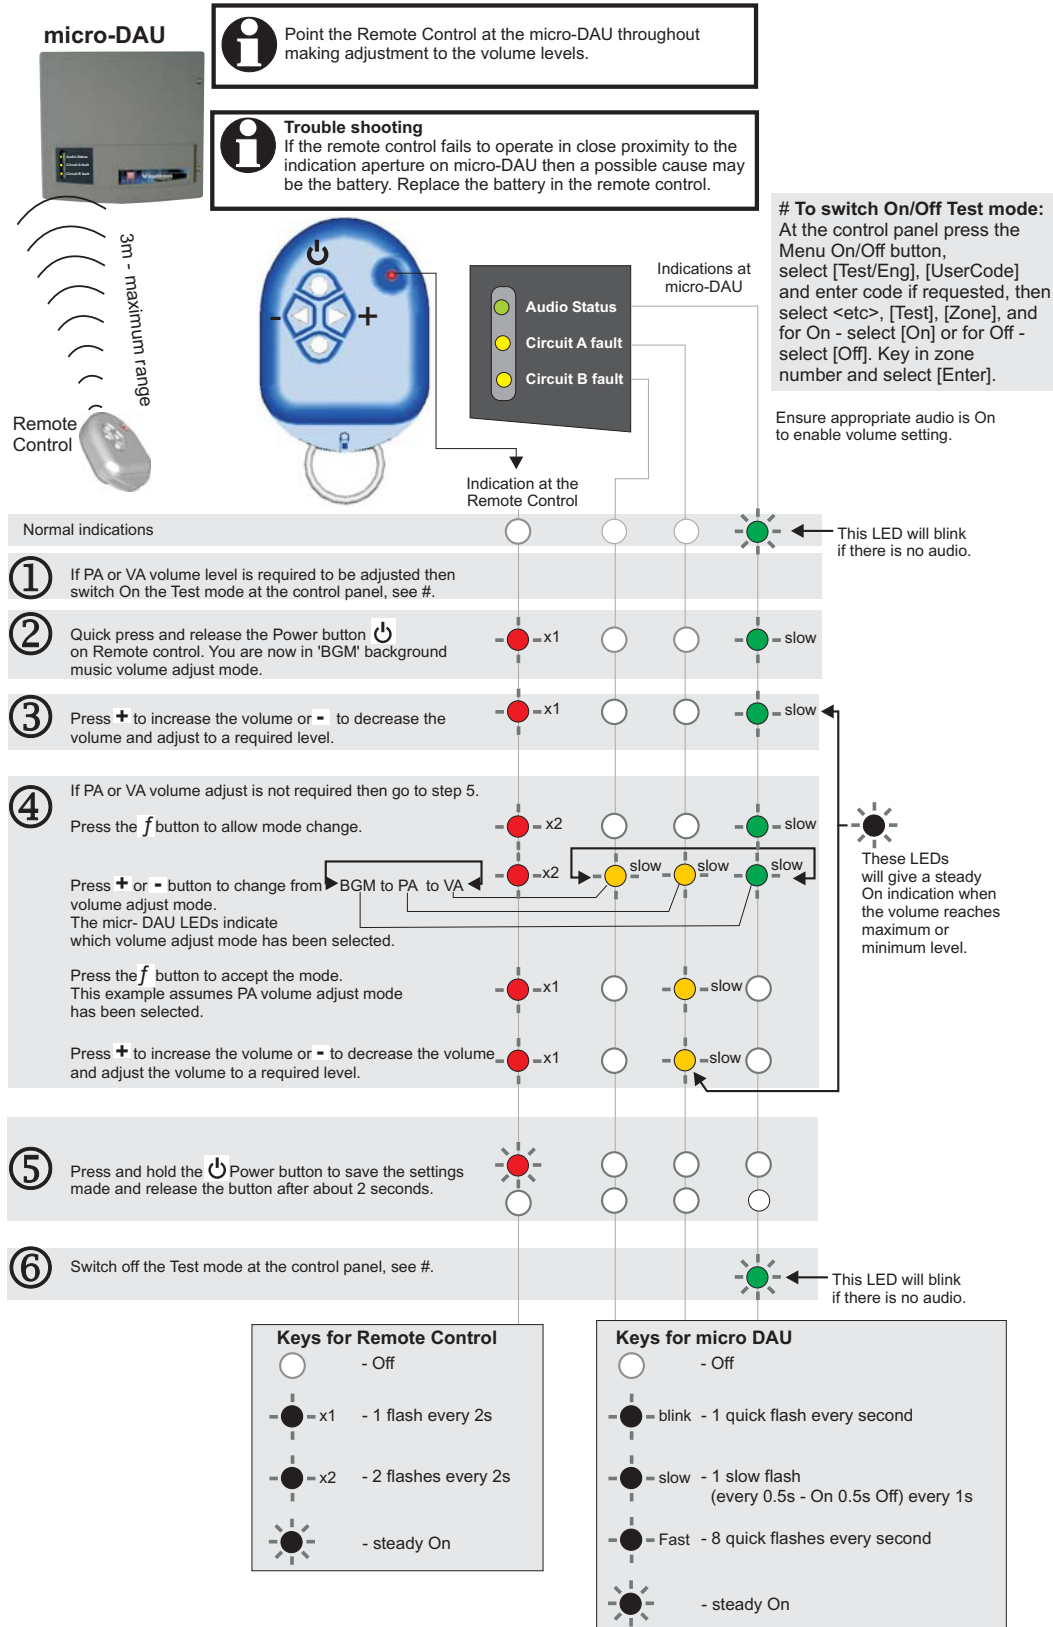 micro-DAU
Point the Remote Control at the micro-DAU throughout
making adjustment to the volume levels.
Trouble shooting
If the remote control fails to operate in close proximity to the
indication aperture on micro-DAU then a possible cause may
be the battery. Replace the battery in the remote control.
Audio Status
Circuit A fault
Circuit B fault
3m - maximum range
Remote
Control
- +
Audio Status
Circuit A fault
Circuit B fault
Indications at
micro-DAU
Indication at the
Remote Control
# To switch On/Off Test mode:
At the control panel press the
Menu On/Off button,
select [Test/Eng], [UserCode]
and enter code if requested, then
select <etc>, [Test], [Zone], and
for On - select [On] or for Off -
select [Off]. Key in zone
number and select [Enter].
Ensure appropriate audio is On
to enable volume setting.
Normal indications
This LED will blink
if there is no audio.
1
If PA or VA volume level is required to be adjusted then
switch On the Test mode at the control panel, see #.
2
Quick press and release the Power button
on Remote control. You are now in 'BGM' background
music volume adjust mode.
x1 slow
3
Press + to increase the volume or - to decrease the
volume and adjust to a required level.
x1 slow
4
If PA or VA volume adjust is not required then go to step 5.
Press the f button to allow mode change.
x2 slow
Press + or - button to change from BGM to PA to VA
volume adjust mode.
The micr- DAU LEDs indicate
which volume adjust mode has been selected.
x2 slow slow slow
Press the f button to accept the mode.
This example assumes PA volume adjust mode
has been selected.
x1 slow
Press + to increase the volume or - to decrease the volume
and adjust the volume to a required level.
x1 slow
These LEDs
will give a steady
On indication when
the volume reaches
maximum or
minimum level.
5
Press and hold the Power button to save the settings
made and release the button after about 2 seconds.
6
Switch off the Test mode at the control panel, see #.
This LED will blink
if there is no audio.
Keys for Remote Control
- Off
x1 - 1 flash every 2s
x2 - 2 flashes every 2s
- steady On
Keys for micro DAU
- Off
blink - 1 quick flash every second
slow - 1 slow flash
(every 0.5s - On 0.5s Off) every 1s
Fast - 8 quick flashes every second
- steady On